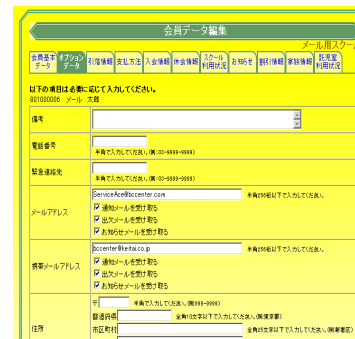 会員データ編集
メール用スクー
会員基本データ オプションデータ 引落情報 支払方法 入会情報 休会情報 スクール利用状況 お知らせ 割引情報 家族情報 託児室利用状況
以下の項目は必要に応じて入力してください。
801000006 メール 太郎
備考
電話番号
半角で入力してください。(例:03-9999-9999)
緊急連絡先
半角で入力してください。(例:03-9999-9999)
メールアドレス
ServiceAce@bccenter.com 半角256桁以下で入力してください。
通知メールを受け取る
出欠メールを受け取る
お知らせメールを受け取る
携帯メールアドレス
bccenter@keitai.co.jp 半角256桁以下で入力してください。
通知メールを受け取る
出欠メールを受け取る
お知らせメールを受け取る
住所
〒 半角で入力してください。(例999-9999)
都道府県 全角10文字以下で入力してください。(例東京都)
市区町村 全角25文字以下で入力してください。(例新宿区)